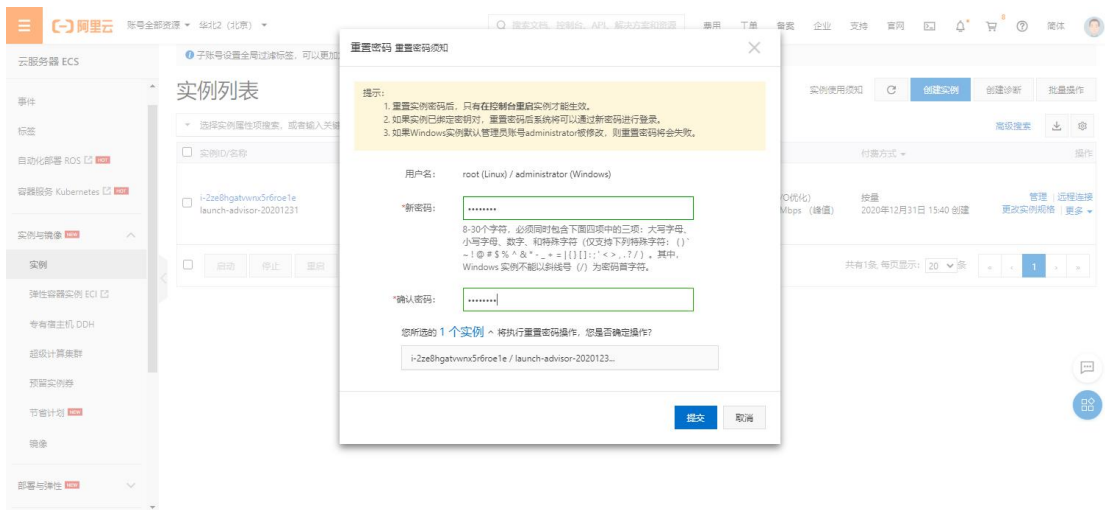 阿里云
账号全部资源
华北2（北京）
搜索文档、控制台、API、解决方案和资源
费用
工单
备案
企业
支持
官网
简体
云服务器 ECS
事件
标签
自动化部署 ROS
HOT
容器服务 Kubernetes
HOT
实例与镜像
NEW
实例
弹性容器实例 ECI
专有宿主机 DDH
超级计算集群
预留实例券
节省计划
NEW
镜像
部署与弹性
NEW
子账号设置全局过滤标签，可以更加
实例列表
实例使用须知
创建实例
创建诊断
批量操作
选择实例属性项搜索，或者输入关键
高级搜索
实例ID/名称
付费方式
操作
i-2ze8hgatvwnx5r6roe1e
launch-advisor-20201231
I/O优化)
Mbps （峰值）
按量
2020年12月31日 15:40 创建
管理 | 远程连接
更改实例规格 | 更多
启动
停止
重启
共有1条, 每页显示: 20 条
1
重置密码 重置密码须知
提示:
1. 重置实例密码后，只有在控制台重启实例才能生效。
2. 如果实例已绑定密钥对，重置密码后系统将可以通过新密码进行登录。
3. 如果Windows实例默认管理员账号administrator被修改，则重置密码将会失败。
用户名:
root (Linux) / administrator (Windows)
*新密码:
8-30个字符，必须同时包含下面四项中的三项：大写字母、
小写字母、数字、和特殊字符（仅支持下列特殊字符：( ) `
~ ! @ # $ % ^ & * - _ + = | { } [ ] : ; ' < > , . ? / ）。其中，
Windows 实例不能以斜线号（/）为密码首字符。
*确认密码:
您所选的 1 个实例 将执行重置密码操作，您是否确定操作?
i-2ze8hgatvwnx5r6roe1e / launch-advisor-2020123...
提交
取消